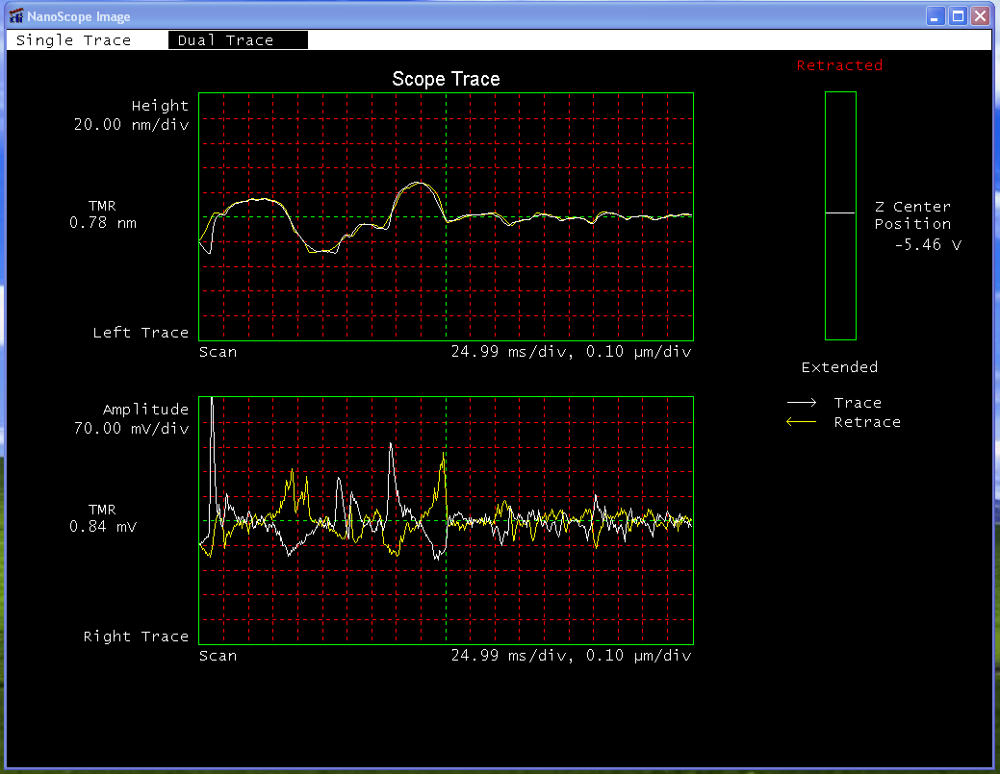 NanoScope Image
Single Trace
Dual Trace
Retracted
Scope Trace
Height
20.00 nm/div
TMR
0.78 nm
Left Trace
Scan
24.99 ms/div, 0.10 µm/div
Z Center
Position
-5.46 V
Extended
Trace
Retrace
Amplitude
70.00 mV/div
TMR
0.84 mV
Right Trace
Scan
24.99 ms/div, 0.10 µm/div